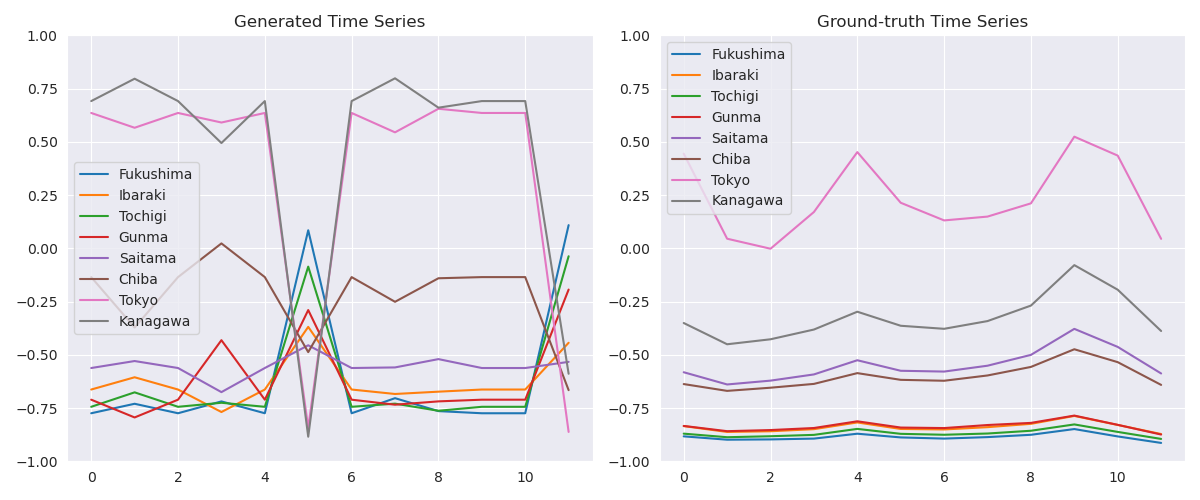 Generated Time Series
1.00
0.75
0.50
0.25
0.00
−0.25
−0.50
−0.75
−1.00
0 2 4 6 8 10
Fukushima
Ibaraki
Tochigi
Gunma
Saitama
Chiba
Tokyo
Kanagawa
Ground-truth Time Series
1.00
0.75
0.50
0.25
0.00
−0.25
−0.50
−0.75
−1.00
0 2 4 6 8 10
Fukushima
Ibaraki
Tochigi
Gunma
Saitama
Chiba
Tokyo
Kanagawa